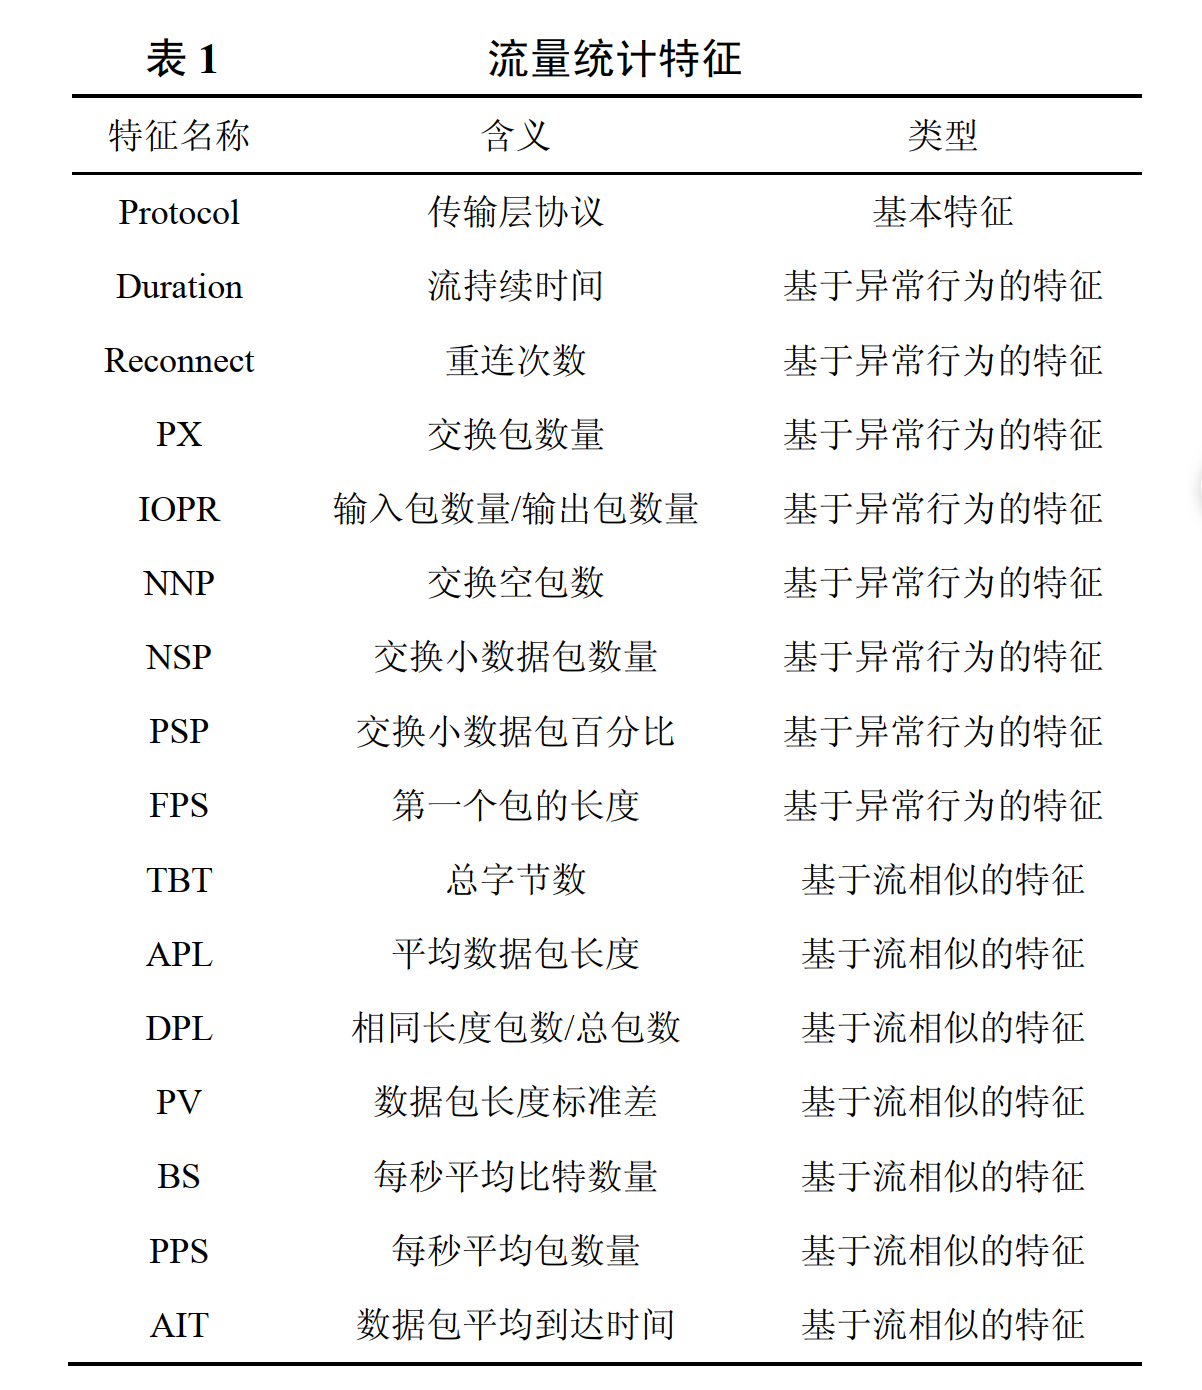 表 1 流量统计特征
特征名称 含义 类型
Protocol 传输层协议 基本特征
Duration 流持续时间 基于异常行为的特征
Reconnect 重连次数 基于异常行为的特征
PX 交换包数量 基于异常行为的特征
IOPR 输入包数量/输出包数量 基于异常行为的特征
NNP 交换空包数 基于异常行为的特征
NSP 交换小数据包数量 基于异常行为的特征
PSP 交换小数据包百分比 基于异常行为的特征
FPS 第一个包的长度 基于异常行为的特征
TBT 总字节数 基于流相似的特征
APL 平均数据包长度 基于流相似的特征
DPL 相同长度包数/总包数 基于流相似的特征
PV 数据包长度标准差 基于流相似的特征
BS 每秒平均比特数量 基于流相似的特征
PPS 每秒平均包数量 基于流相似的特征
AIT 数据包平均到达时间 基于流相似的特征